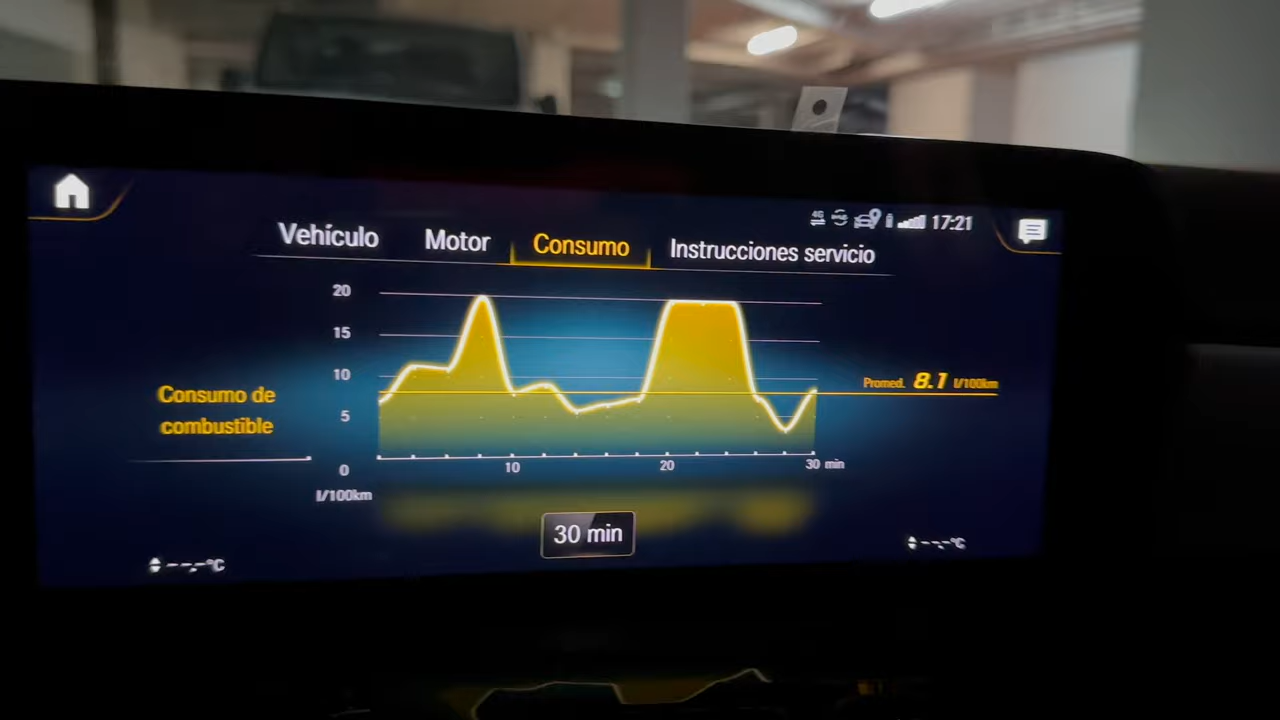 4G 17:21
Vehículo Motor Consumo Instrucciones servicio
20
15
10
5
0
l/100km
10 20 30 min
Consumo de
combustible
Promed. 8.1 l/100km
30 min
--,-°C
--,-°C